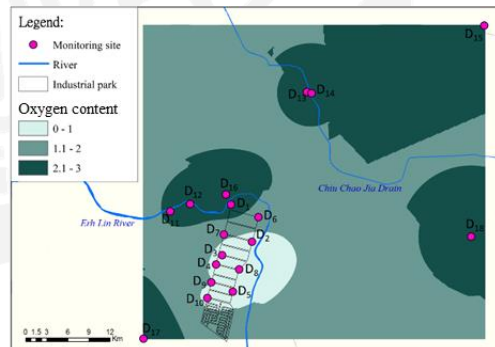 Legend:
Monitoring site
River
Industrial park
Oxygen content
0 - 1
1.1 - 2
2.1 - 3
D15
D13 D14
D16
D12
D1
D11
D6
Chiu Chao Jia Drain
Erh Lin River
D7
D2
D18
D3
D4
D8
D9
D5
D10
D17
0 1.5 3 6 9 12
Km